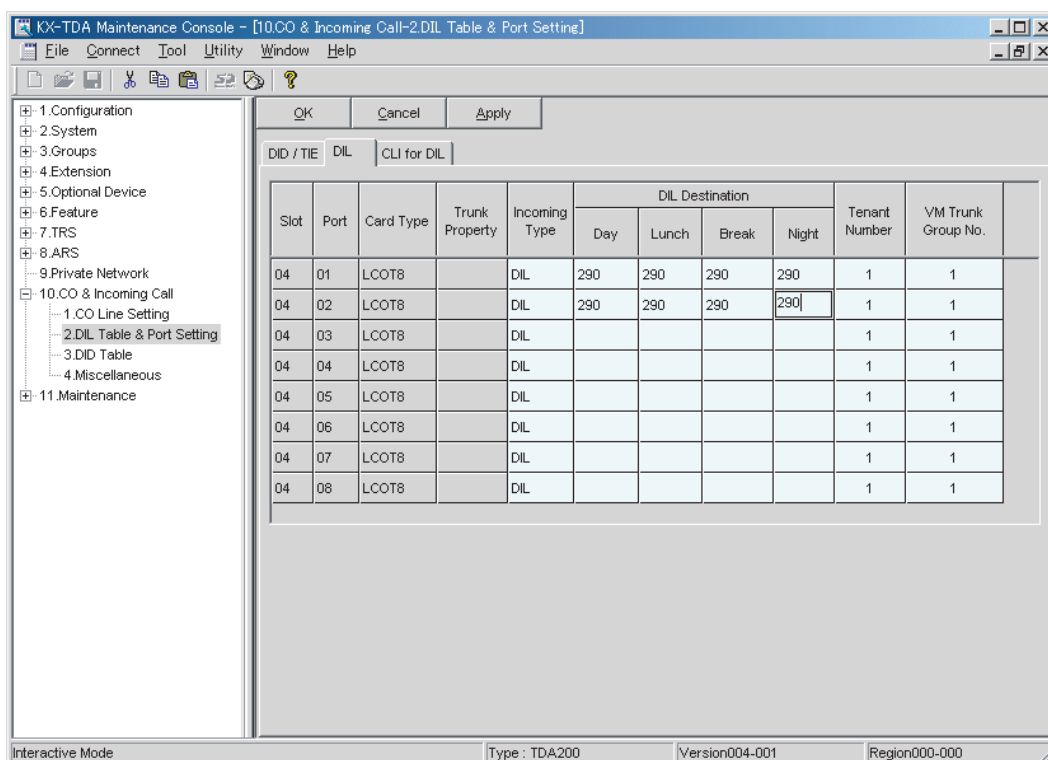 KX-TDA Maintenance Console - [10.CO & Incoming Call-2.DIL Table & Port Setting]
File Connect Tool Utility Window Help
1.Configuration
2.System
3.Groups
4.Extension
5.Optional Device
6.Feature
7.TRS
8.ARS
9.Private Network
10.CO & Incoming Call
1.CO Line Setting
2.DIL Table & Port Setting
3.DID Table
4.Miscellaneous
11.Maintenance
OK Cancel Apply
DID / TIE DIL CLI for DIL
Slot Port Card Type Trunk Property Incoming Type DIL Destination Tenant Number VM Trunk Group No.
Day Lunch Break Night
04 01 LCOT8 DIL 290 290 290 290 1 1
04 02 LCOT8 DIL 290 290 290 290 1 1
04 03 LCOT8 DIL 1 1
04 04 LCOT8 DIL 1 1
04 05 LCOT8 DIL 1 1
04 06 LCOT8 DIL 1 1
04 07 LCOT8 DIL 1 1
04 08 LCOT8 DIL 1 1
Interactive Mode Type : TDA200 Version004-001 Region000-000